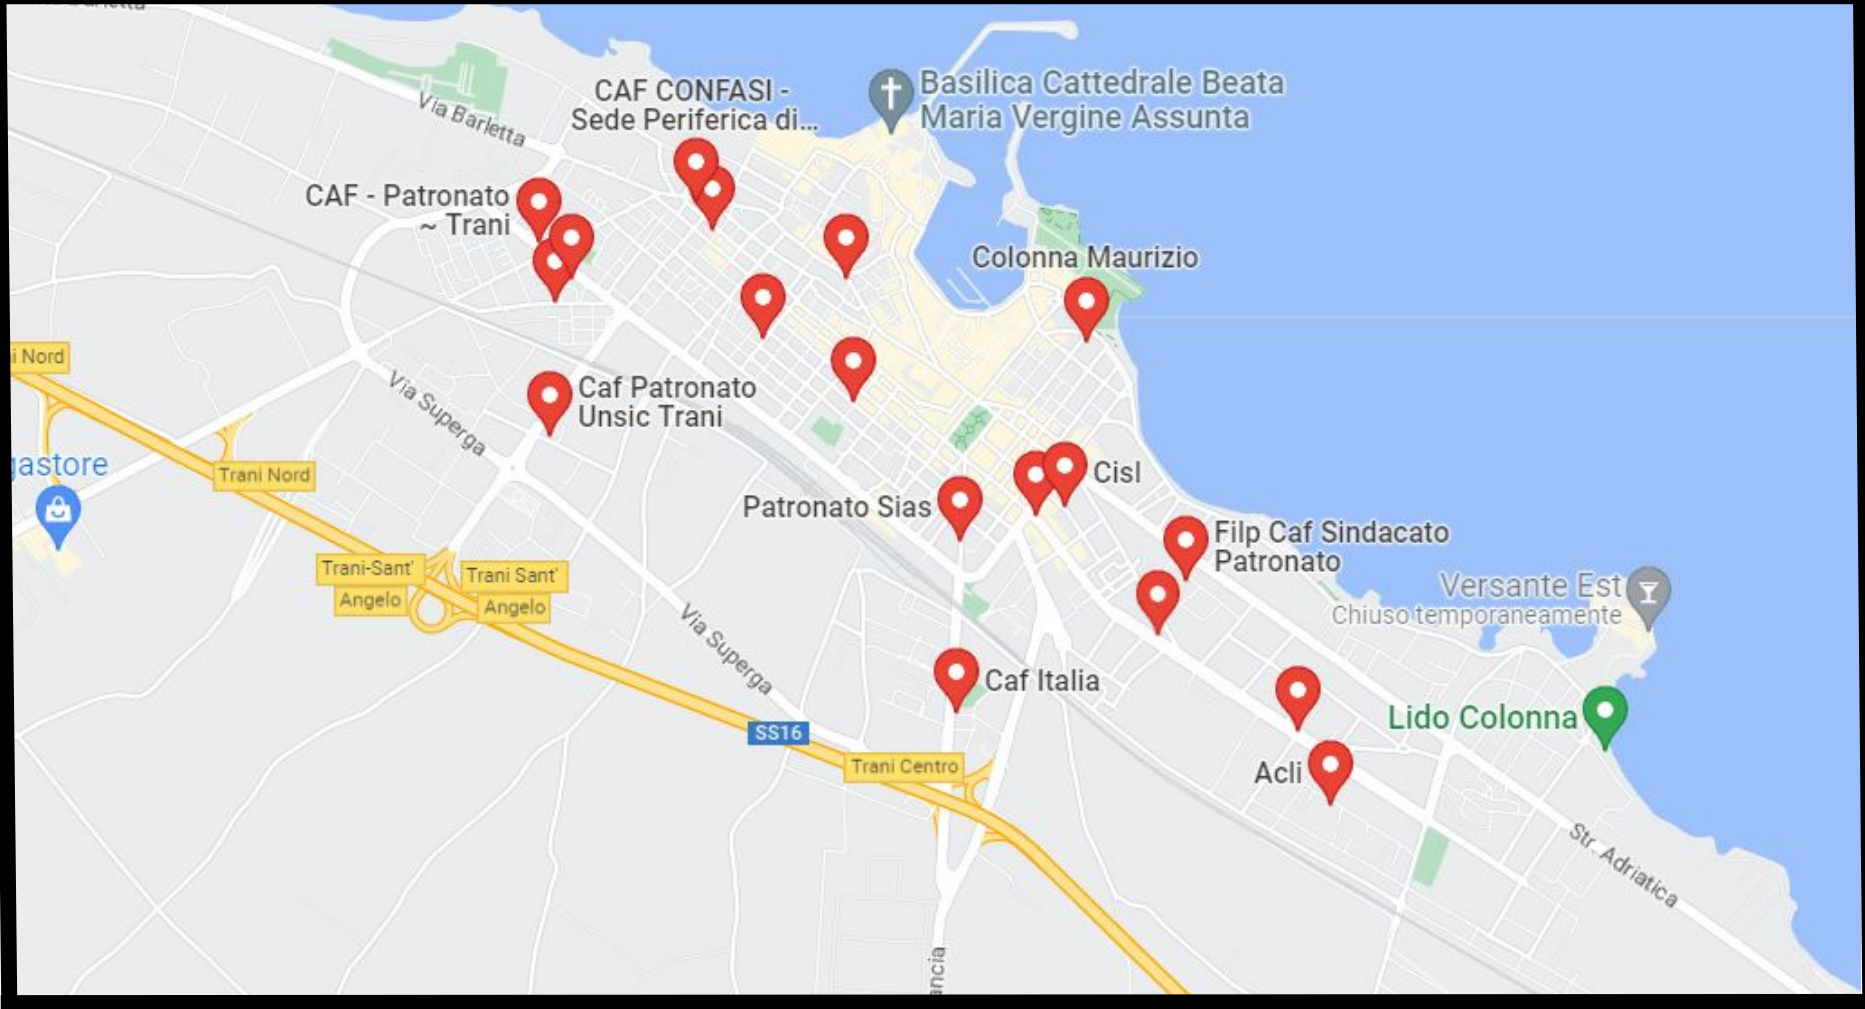 Via Barletta
CAF CONFASI -
Sede Periferica di...
Basilica Cattedrale Beata
Maria Vergine Assunta
CAF - Patronato
~ Trani
Colonna Maurizio
Nord
Via Superga
Caf Patronato
Unsic Trani
Trani Nord
Cisl
Patronato Sias
Filp Caf Sindacato
Patronato
Trani-Sant'
Angelo
Trani Sant'
Angelo
Versante Est
Chiuso temporaneamente
Via Superga
Caf Italia
Lido Colonna
SS16
Trani Centro
Acli
Str. Adriatica